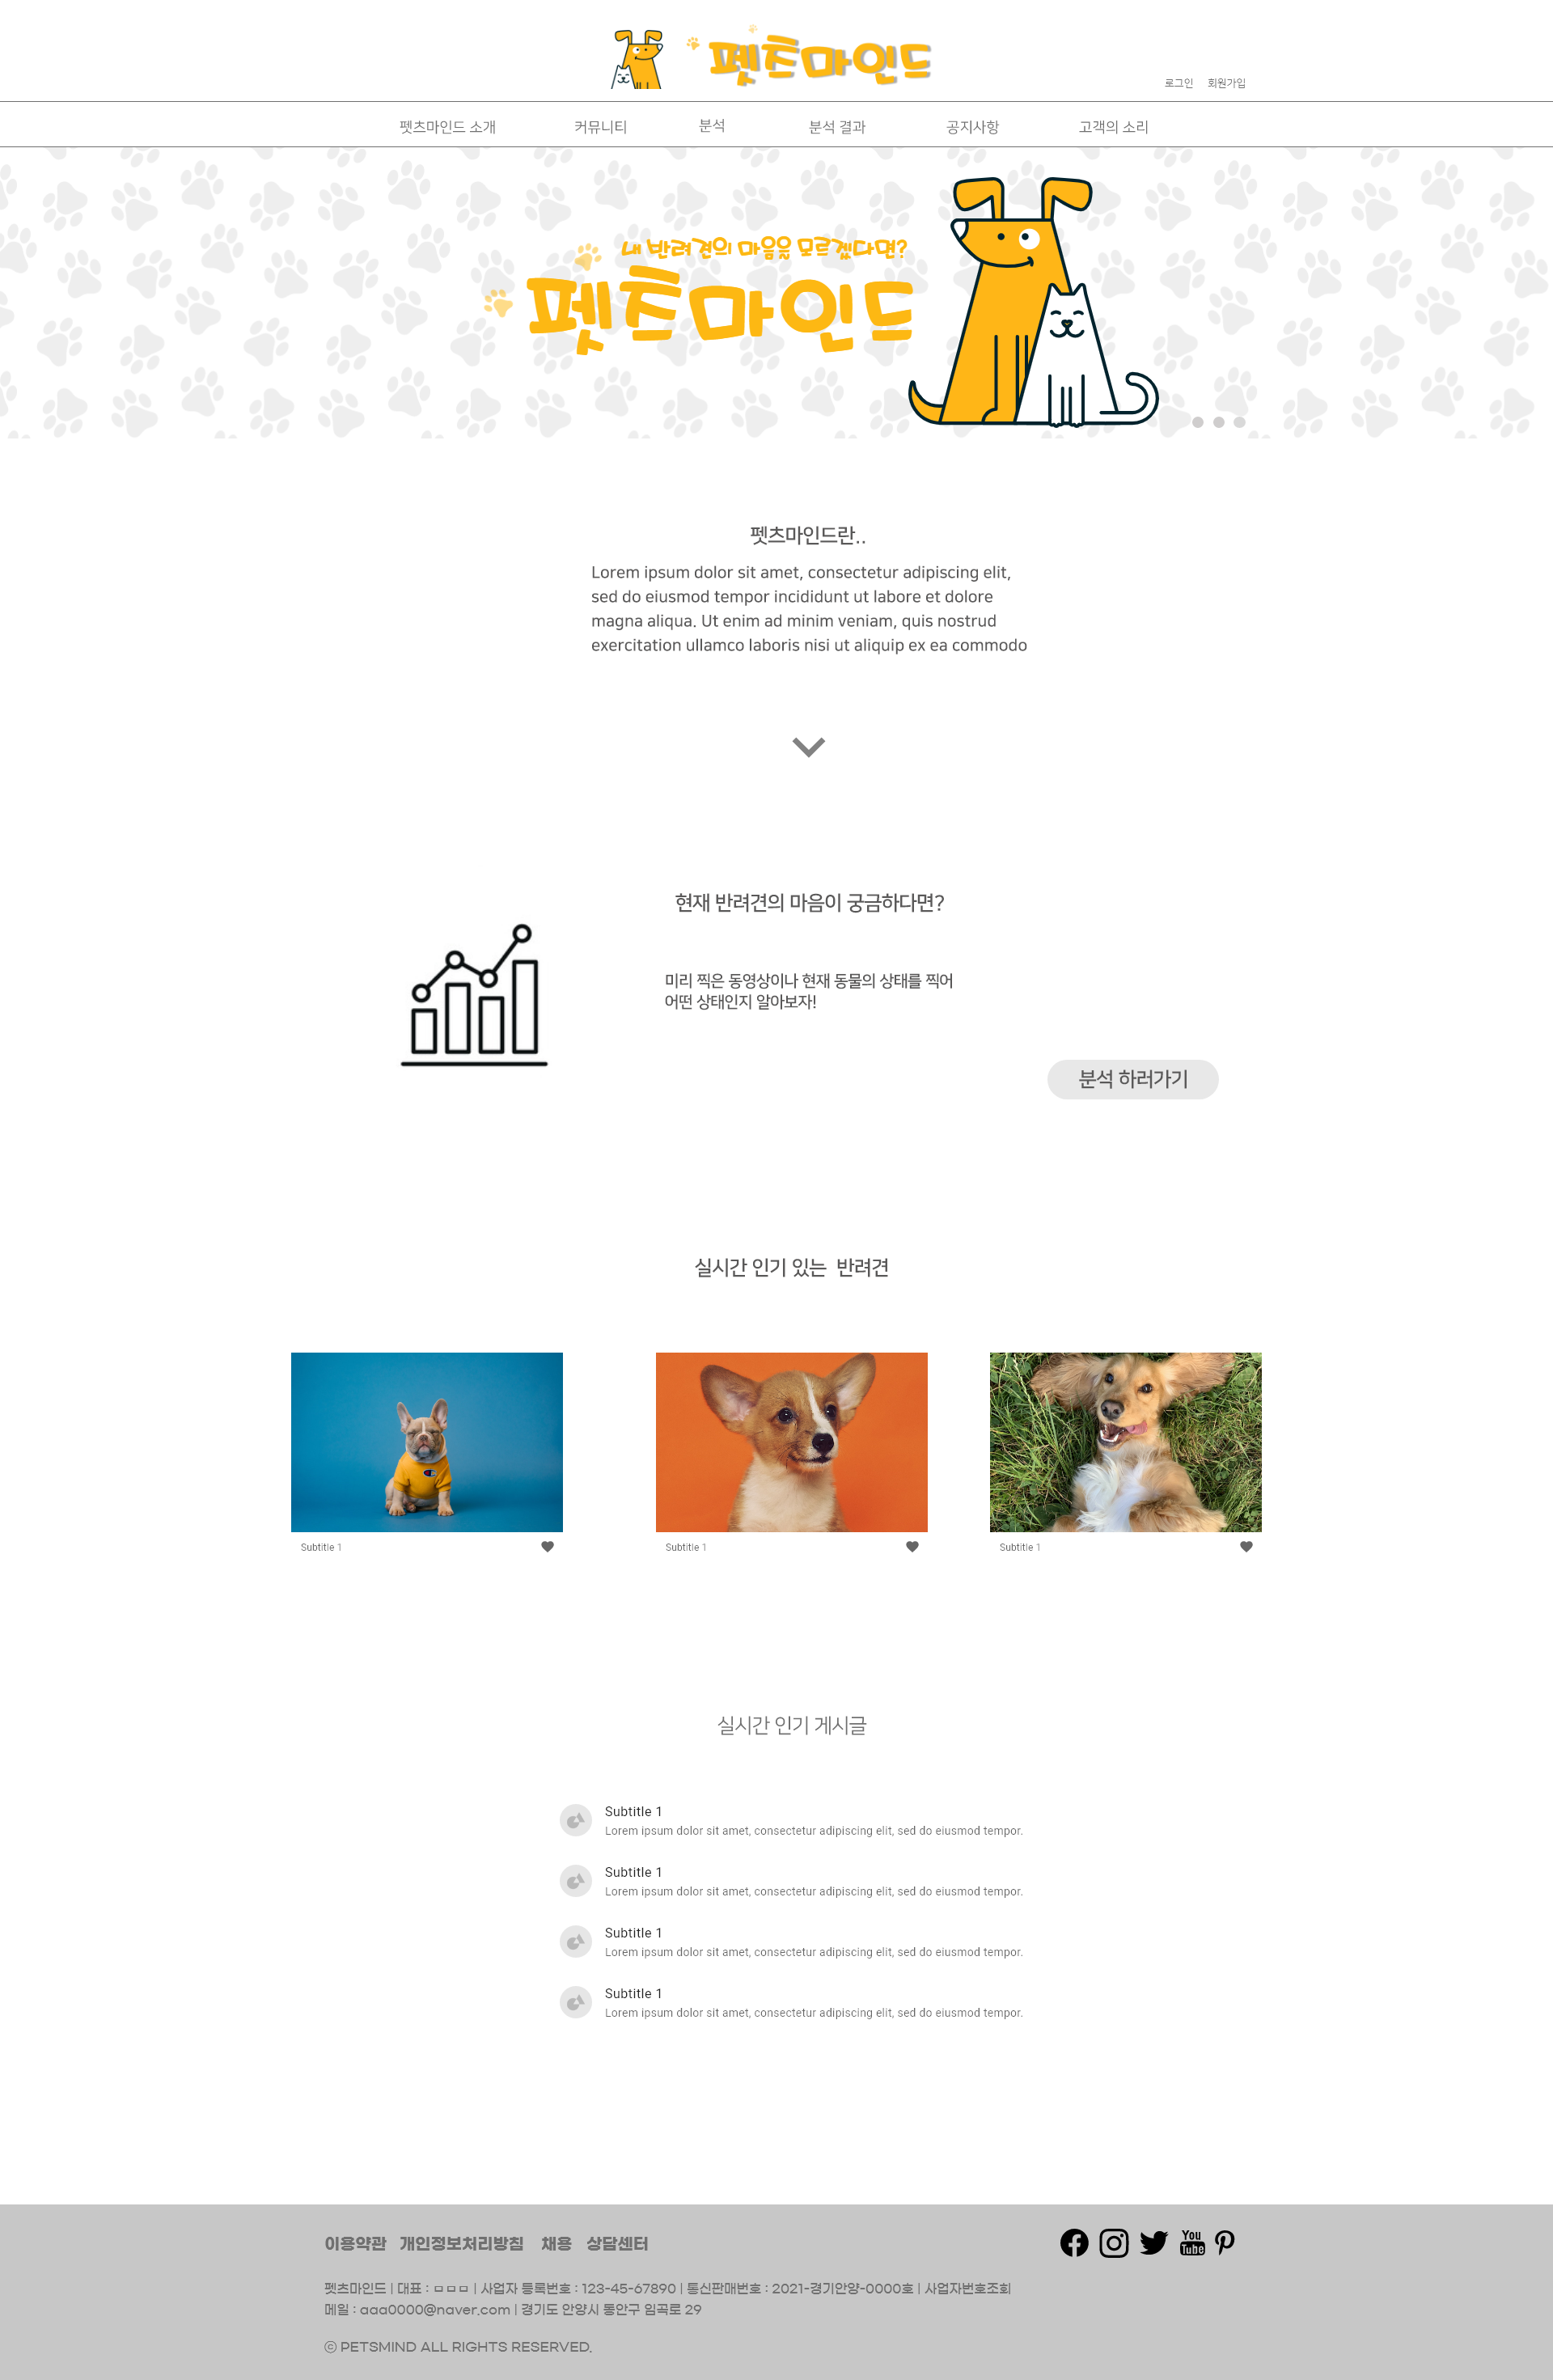 펫츠마인드
로그인 회원가입
펫츠마인드 소개 커뮤니티 분석 분석 결과 공지사항 고객의 소리
내 반려견의 마음을 모르겠다면?
펫츠마인드
펫츠마인드란..
Lorem ipsum dolor sit amet, consectetur adipiscing elit,
sed do eiusmod tempor incididunt ut labore et dolore
magna aliqua. Ut enim ad minim veniam, quis nostrud
exercitation ullamco laboris nisi ut aliquip ex ea commodo
현재 반려견의 마음이 궁금하다면?
미리 찍은 동영상이나 현재 동물의 상태를 찍어
어떤 상태인지 알아보자!
분석 하러가기
실시간 인기 있는 반려견
Subtitle 1 Subtitle 1 Subtitle 1
실시간 인기 게시글
Subtitle 1
Lorem ipsum dolor sit amet, consectetur adipiscing elit, sed do eiusmod tempor.
Subtitle 1
Lorem ipsum dolor sit amet, consectetur adipiscing elit, sed do eiusmod tempor.
Subtitle 1
Lorem ipsum dolor sit amet, consectetur adipiscing elit, sed do eiusmod tempor.
Subtitle 1
Lorem ipsum dolor sit amet, consectetur adipiscing elit, sed do eiusmod tempor.
이용약관 개인정보처리방침 채용 상담센터
You
Tube
펫츠마인드 | 대표 : ㅁㅁㅁ | 사업자 등록번호 : 123-45-67890 | 통신판매번호 : 2021-경기안양-0000호 | 사업자번호조회
메일 : aaa0000@naver.com | 경기도 안양시 동안구 임곡로 29
ⓒ PETSMIND ALL RIGHTS RESERVED.